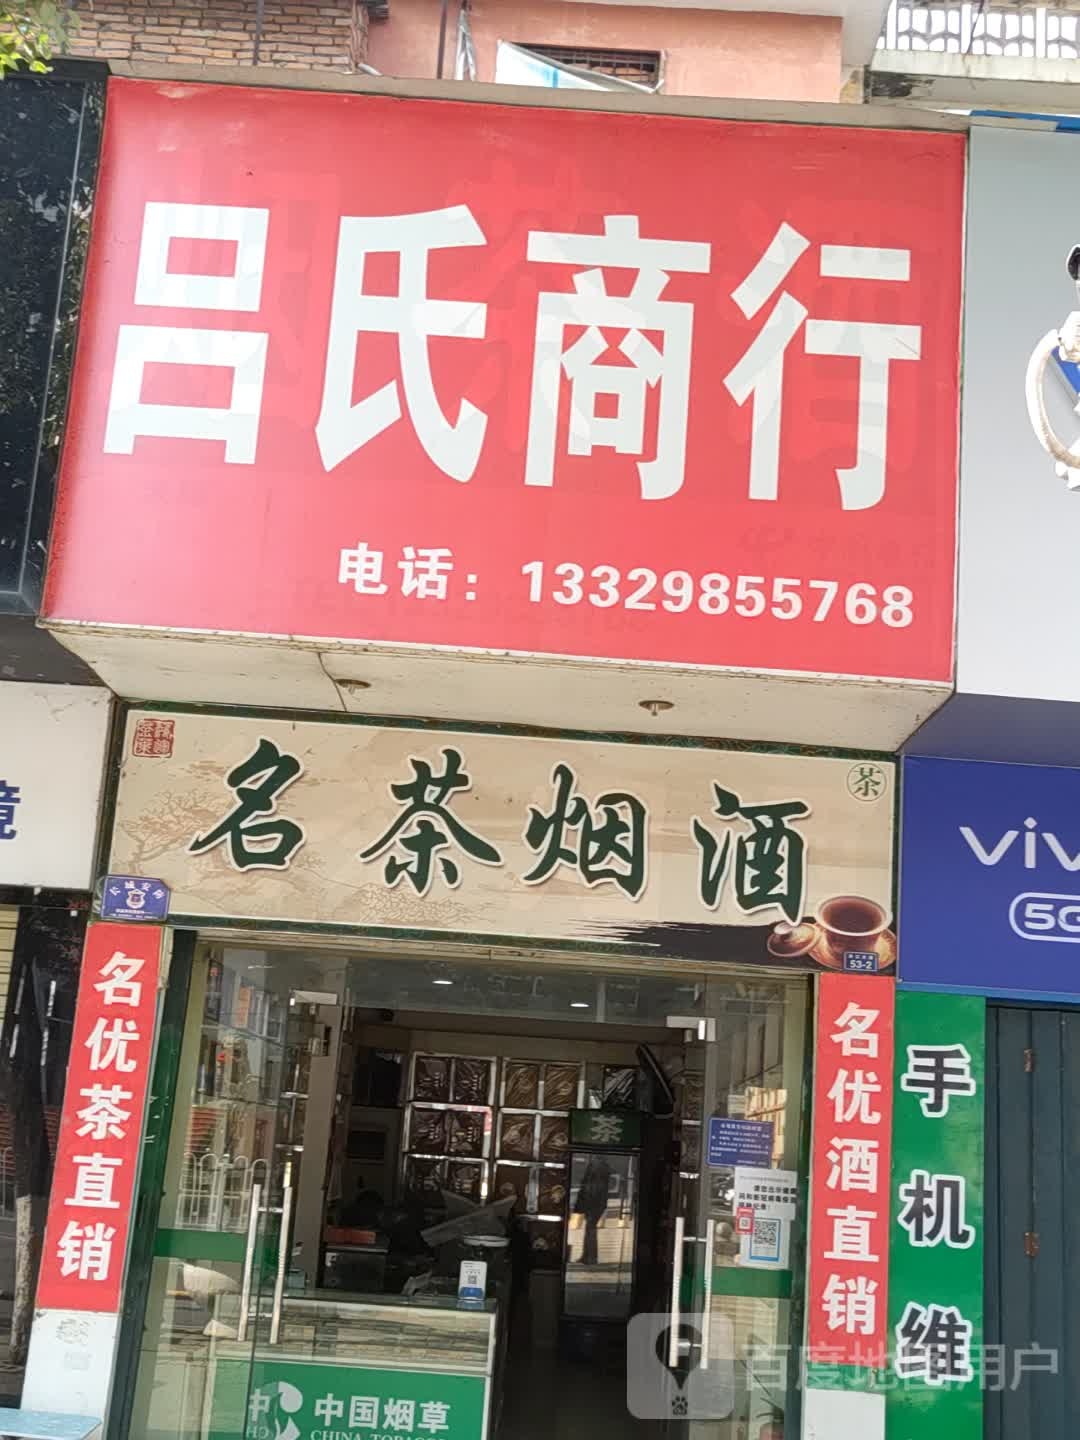 吕氏商行
电话：13329855768
名茶烟酒
茶
53-2
镜
vivo
5G
名优茶直销
名优酒直销
手机维
茶
中国烟草
CHINA TOBACCO
百度地图用户